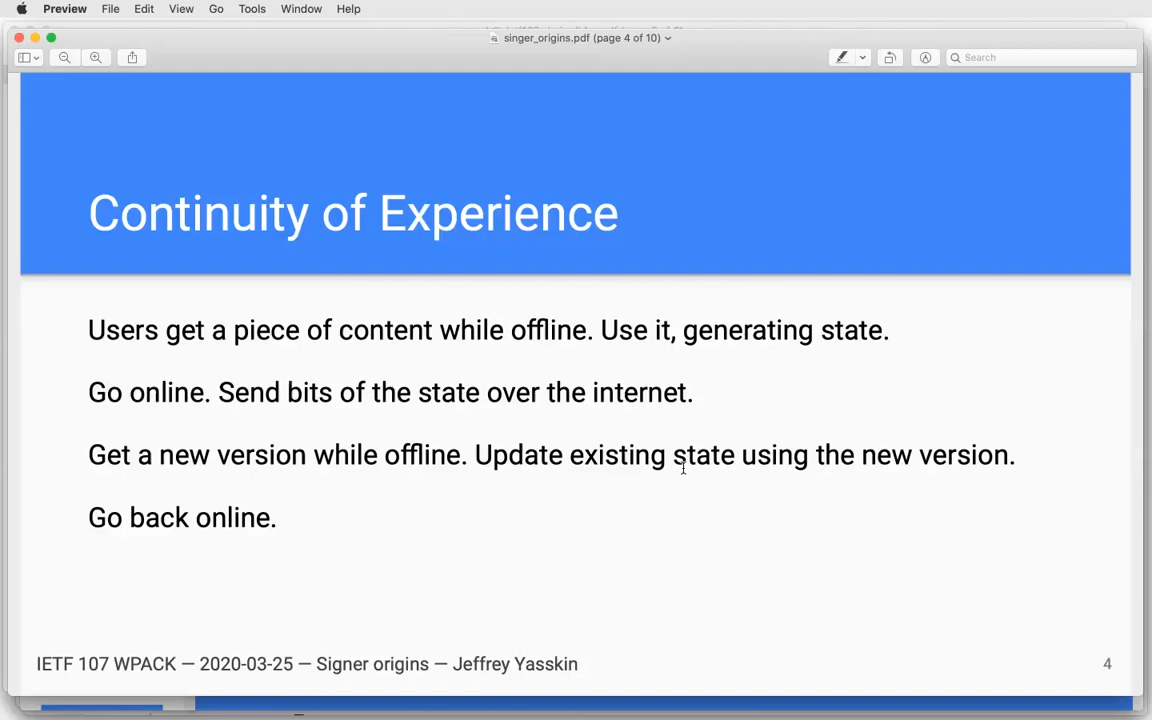 Preview File Edit View Go Tools Window Help
singer_origins.pdf (page 4 of 10)
Search
Continuity of Experience
Users get a piece of content while offline. Use it, generating state.
Go online. Send bits of the state over the internet.
Get a new version while offline. Update existing state using the new version.
Go back online.
IETF 107 WPACK — 2020-03-25 — Signer origins — Jeffrey Yasskin
4